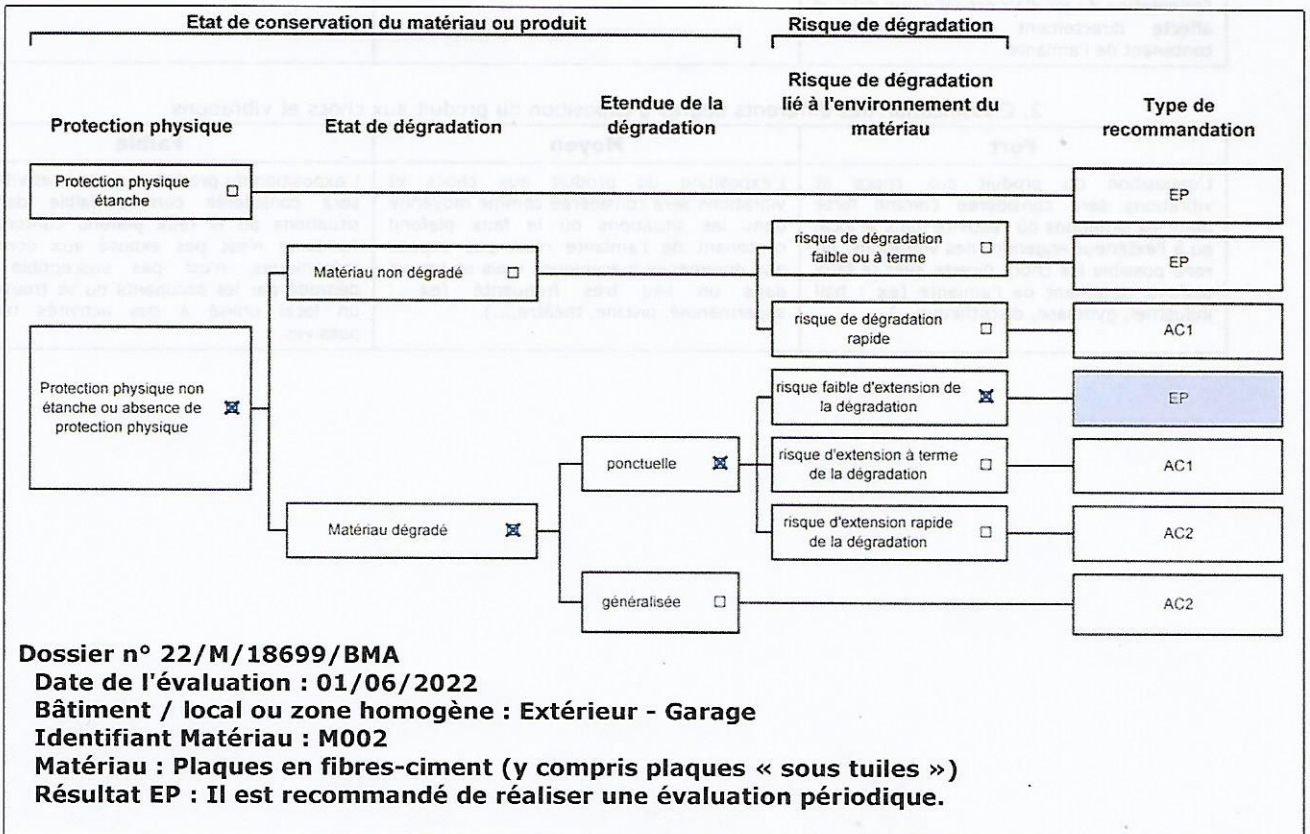 Etat de conservation du matériau ou produit
Risque de dégradation
Protection physique
Etat de dégradation
Etendue de la
dégradation
Risque de dégradation
lié à l'environnement du
matériau
Type de
recommandation
Protection physique
étanche
EP
Matériau non dégradé
risque de dégradation
faible ou à terme
EP
risque de dégradation
rapide
AC1
Protection physique non
étanche ou absence de
protection physique
risque faible d'extension de
la dégradation
EP
ponctuelle
risque d'extension à terme
de la dégradation
AC1
Matériau dégradé
risque d'extension rapide
de la dégradation
AC2
généralisée
AC2
Dossier n° 22/M/18699/BMA
Date de l'évaluation : 01/06/2022
Bâtiment / local ou zone homogène : Extérieur - Garage
Identifiant Matériau : M002
Matériau : Plaques en fibres-ciment (y compris plaques « sous tuiles »)
Résultat EP : Il est recommandé de réaliser une évaluation périodique.